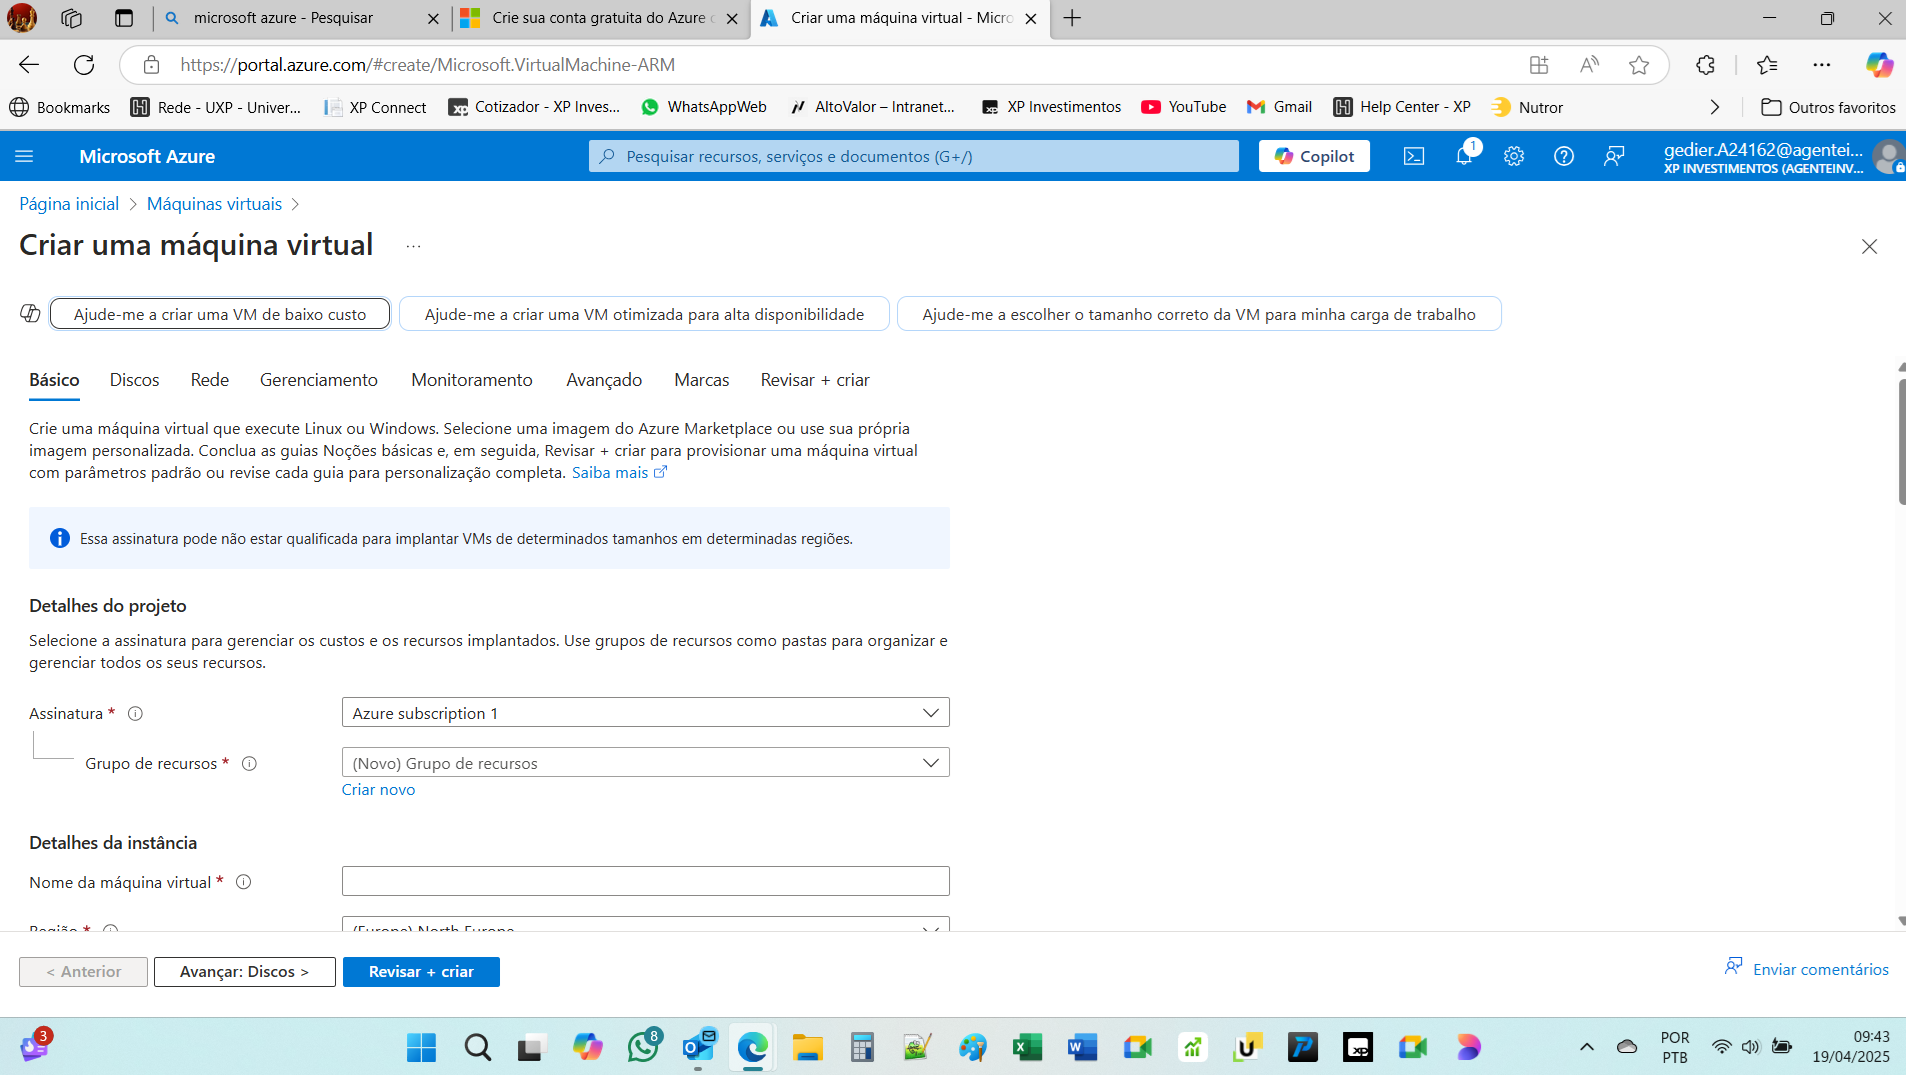 microsoft azure - Pesquisar
Crie sua conta gratuita do Azure
Criar uma máquina virtual - Micro
https://portal.azure.com/#create/Microsoft.VirtualMachine-ARM
Bookmarks
Rede - UXP - Univer...
XP Connect
Cotizador - XP Inves...
WhatsAppWeb
AltoValor – Intranet...
XP Investimentos
YouTube
Gmail
Help Center - XP
Nutror
Outros favoritos
Microsoft Azure
Pesquisar recursos, serviços e documentos (G+/)
Copilot
1
gedier.A24162@agentei...
XP INVESTIMENTOS (AGENTEINV...
Página inicial > Máquinas virtuais >
Criar uma máquina virtual ...
Ajude-me a criar uma VM de baixo custo
Ajude-me a criar uma VM otimizada para alta disponibilidade
Ajude-me a escolher o tamanho correto da VM para minha carga de trabalho
Básico
Discos
Rede
Gerenciamento
Monitoramento
Avançado
Marcas
Revisar + criar
Crie uma máquina virtual que execute Linux ou Windows. Selecione uma imagem do Azure Marketplace ou use sua própria
imagem personalizada. Conclua as guias Noções básicas e, em seguida, Revisar + criar para provisionar uma máquina virtual
com parâmetros padrão ou revise cada guia para personalização completa. Saiba mais
Essa assinatura pode não estar qualificada para implantar VMs de determinados tamanhos em determinadas regiões.
Detalhes do projeto
Selecione a assinatura para gerenciar os custos e os recursos implantados. Use grupos de recursos como pastas para organizar e
gerenciar todos os seus recursos.
Assinatura *
Azure subscription 1
Grupo de recursos *
(Novo) Grupo de recursos
Criar novo
Detalhes da instância
Nome da máquina virtual *
Região *
(Europe) North Europe
< Anterior
Avançar: Discos >
Revisar + criar
Enviar comentários
3
8
POR
PTB
09:43
19/04/2025